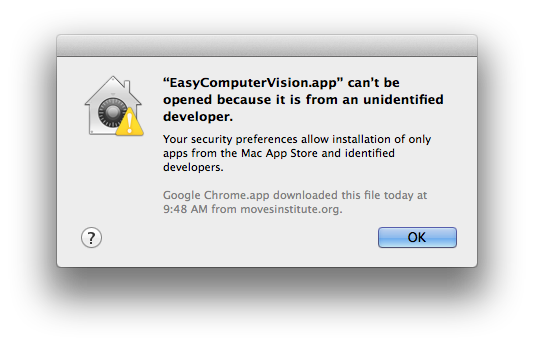 “EasyComputerVision.app” can't be
opened because it is from an unidentified
developer.
Your security preferences allow installation of only
apps from the Mac App Store and identified
developers.
Google Chrome.app downloaded this file today at
9:48 AM from movesinstitute.org.
?
OK